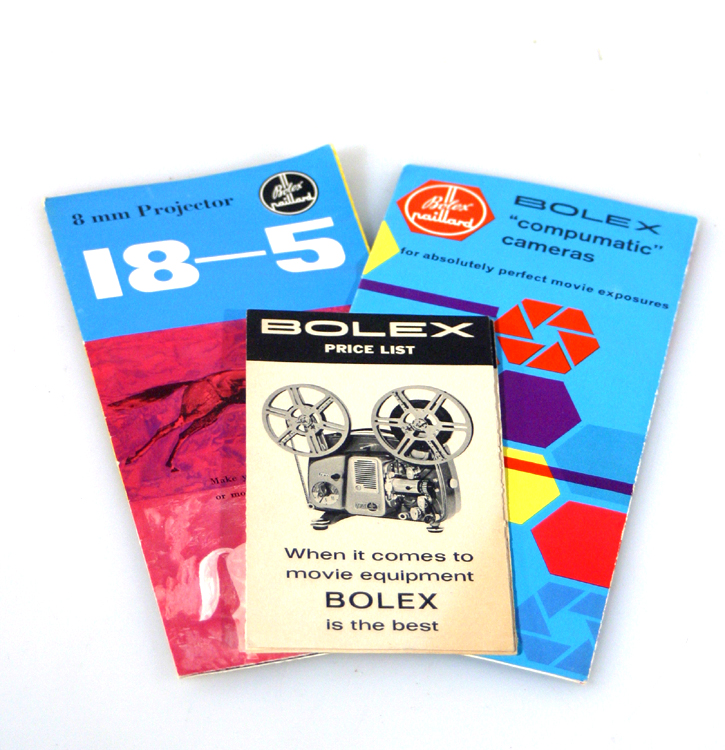 8 mm Projector
Bolex
paillard
18-5
Make
or mo
Bolex
paillard
BOLEX
"compumatic"
cameras
for absolutely perfect movie exposures
BOLEX
PRICE LIST
When it comes to
movie equipment
BOLEX
is the best